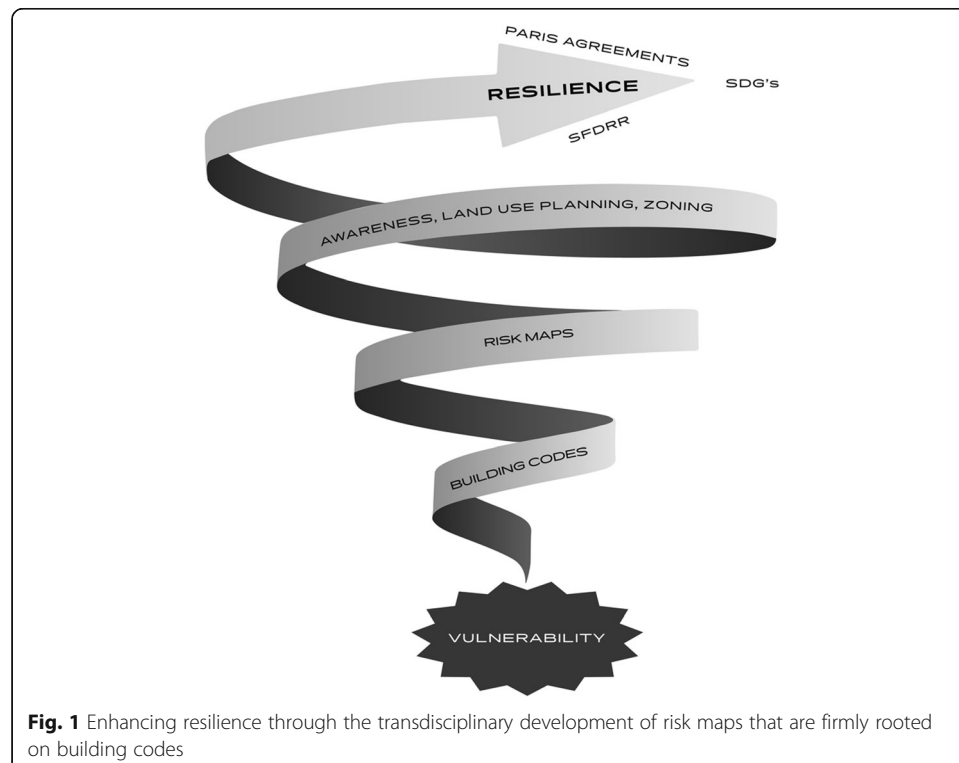 PARIS AGREEMENTS
RESILIENCE
SDG's
SFDRR
AWARENESS, LAND USE PLANNING, ZONING
RISK MAPS
BUILDING CODES
VULNERABILITY
Fig. 1 Enhancing resilience through the transdisciplinary development of risk maps that are firmly rooted
on building codes